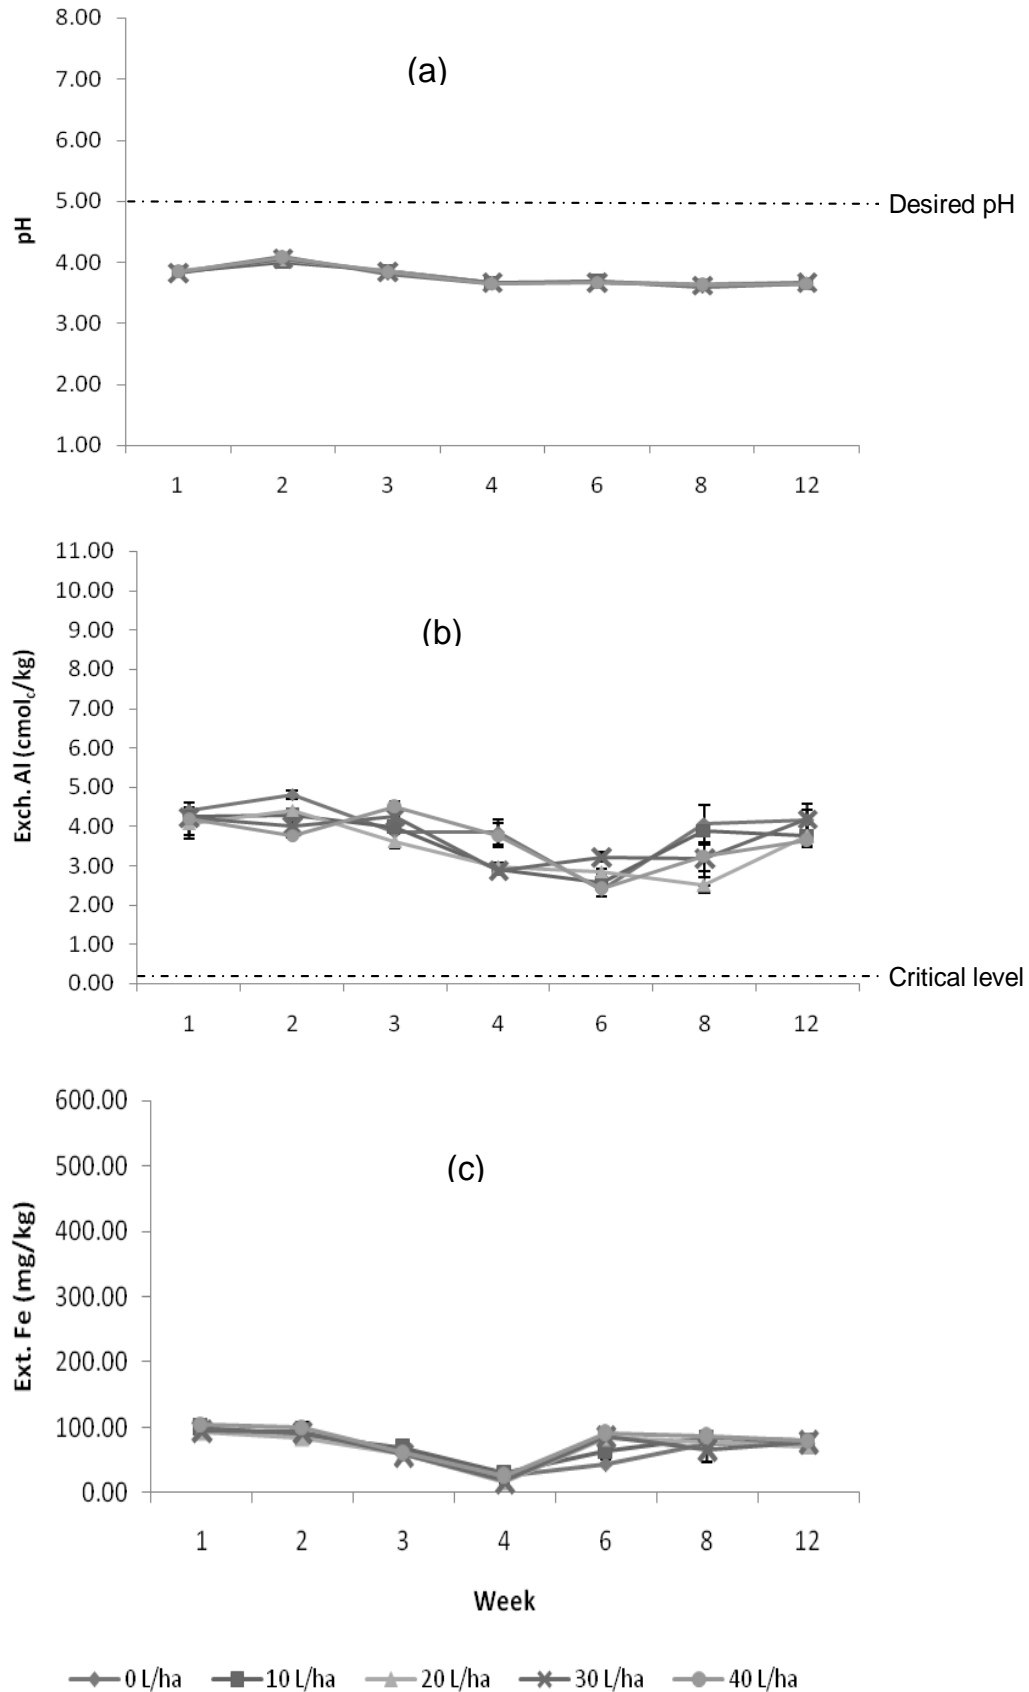 8.00
(a)
7.00
6.00
5.00
Desired pH
pH
4.00
3.00
2.00
1.00
1 2 3 4 6 8 12
11.00
10.00
(b)
9.00
8.00
7.00
Exch. Al (cmolc/kg)
6.00
5.00
4.00
3.00
2.00
1.00
0.00
Critical level
1 2 3 4 6 8 12
600.00
(c)
500.00
400.00
Ext. Fe (mg/kg)
300.00
200.00
100.00
0.00
1 2 3 4 6 8 12
Week
0 L/ha 10 L/ha 20 L/ha 30 L/ha 40 L/ha